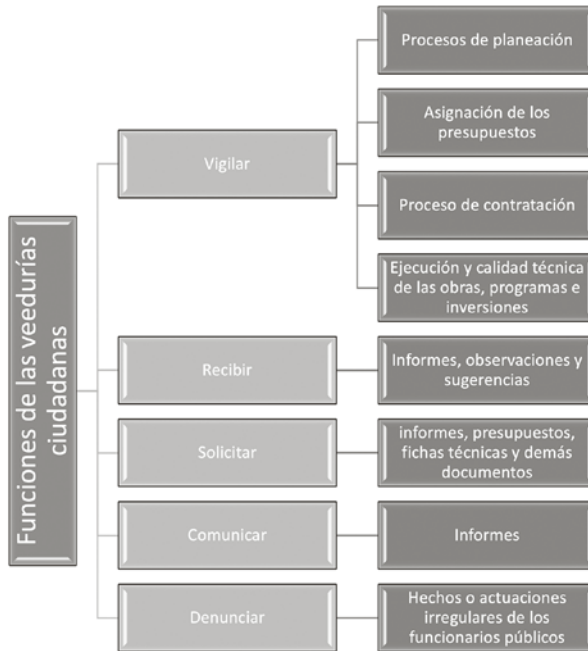 Funciones de las veedurías
ciudadanas
Vigilar
Procesos de planeación
Asignación de los
presupuestos
Proceso de contratación
Ejecución y calidad técnica
de las obras, programas e
inversiones
Recibir
Informes, observaciones y
sugerencias
Solicitar
informes, presupuestos,
fichas técnicas y demás
documentos
Comunicar
Informes
Denunciar
Hechos o actuaciones
irregulares de los
funcionarios públicos